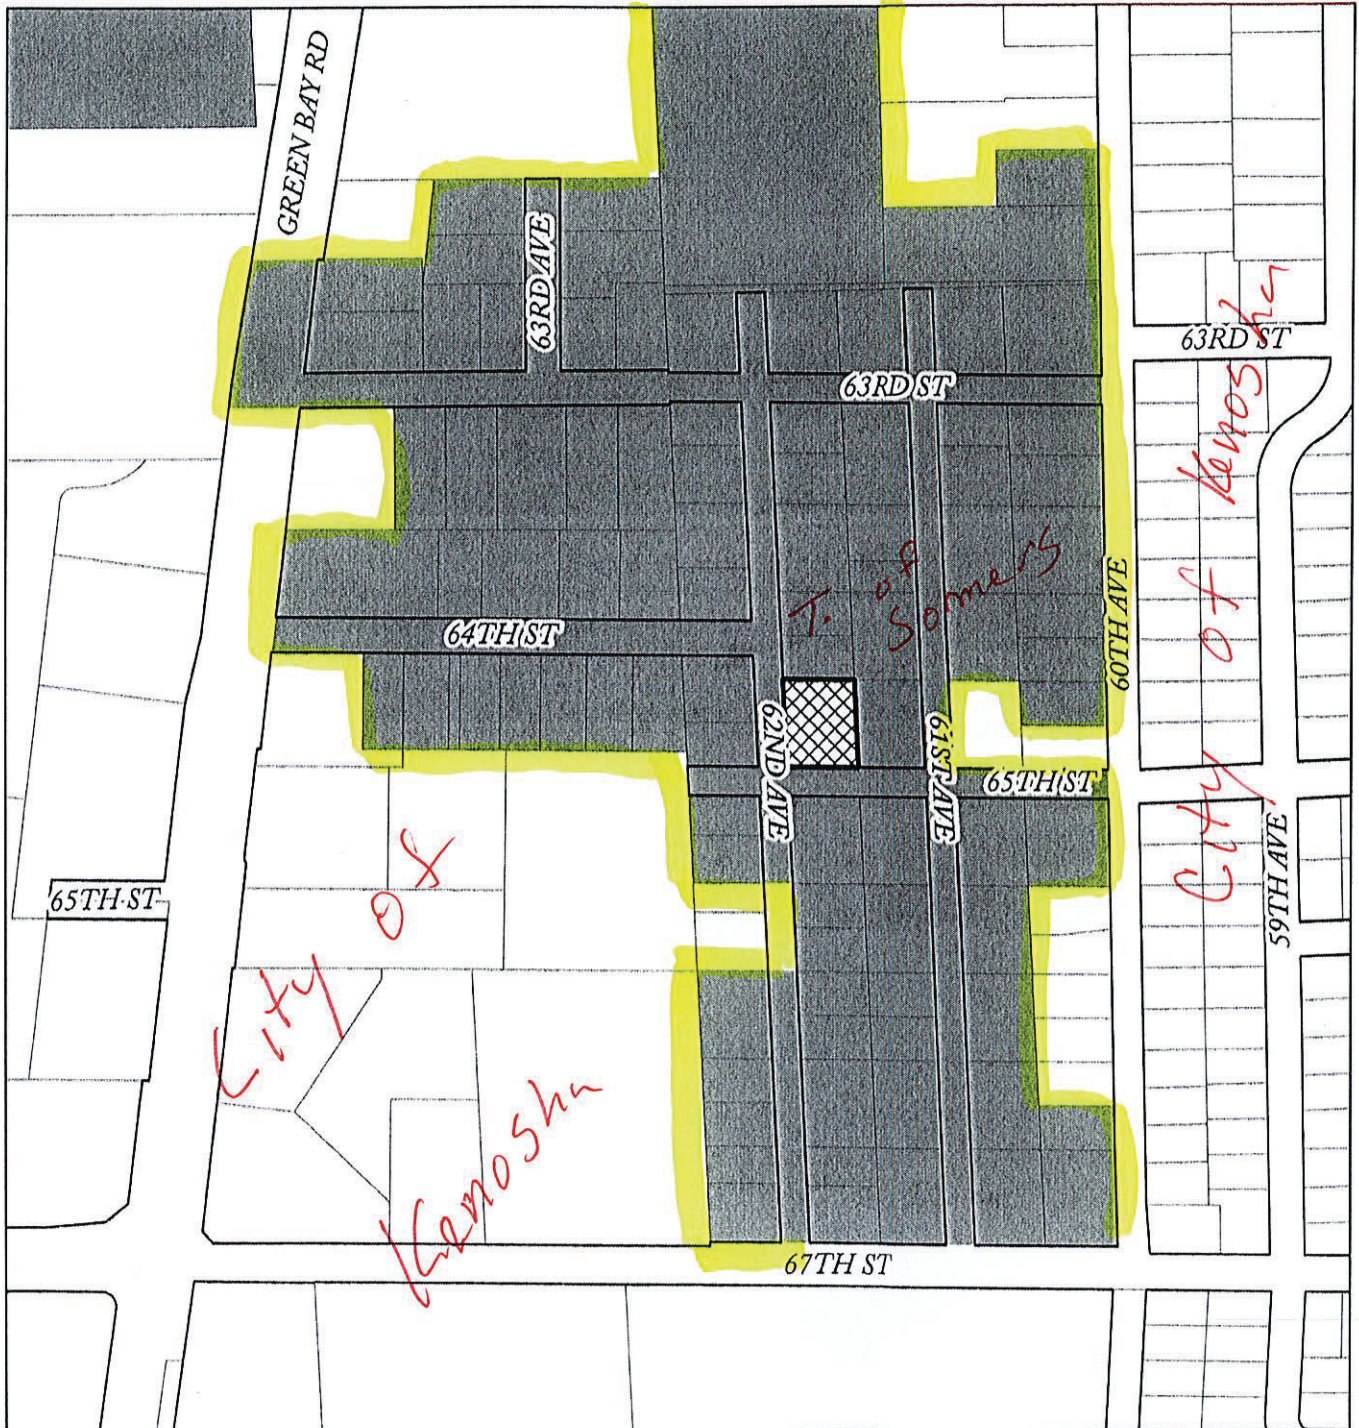 GREEN BAY RD
63RD AVE
63RD ST
63RD ST
Kenosha
of
City
T. of
Somers
60TH AVE
64TH ST
62ND AVE
61ST AVE
65TH ST
59TH AVE
65TH ST
City of
Kenosha
67TH ST